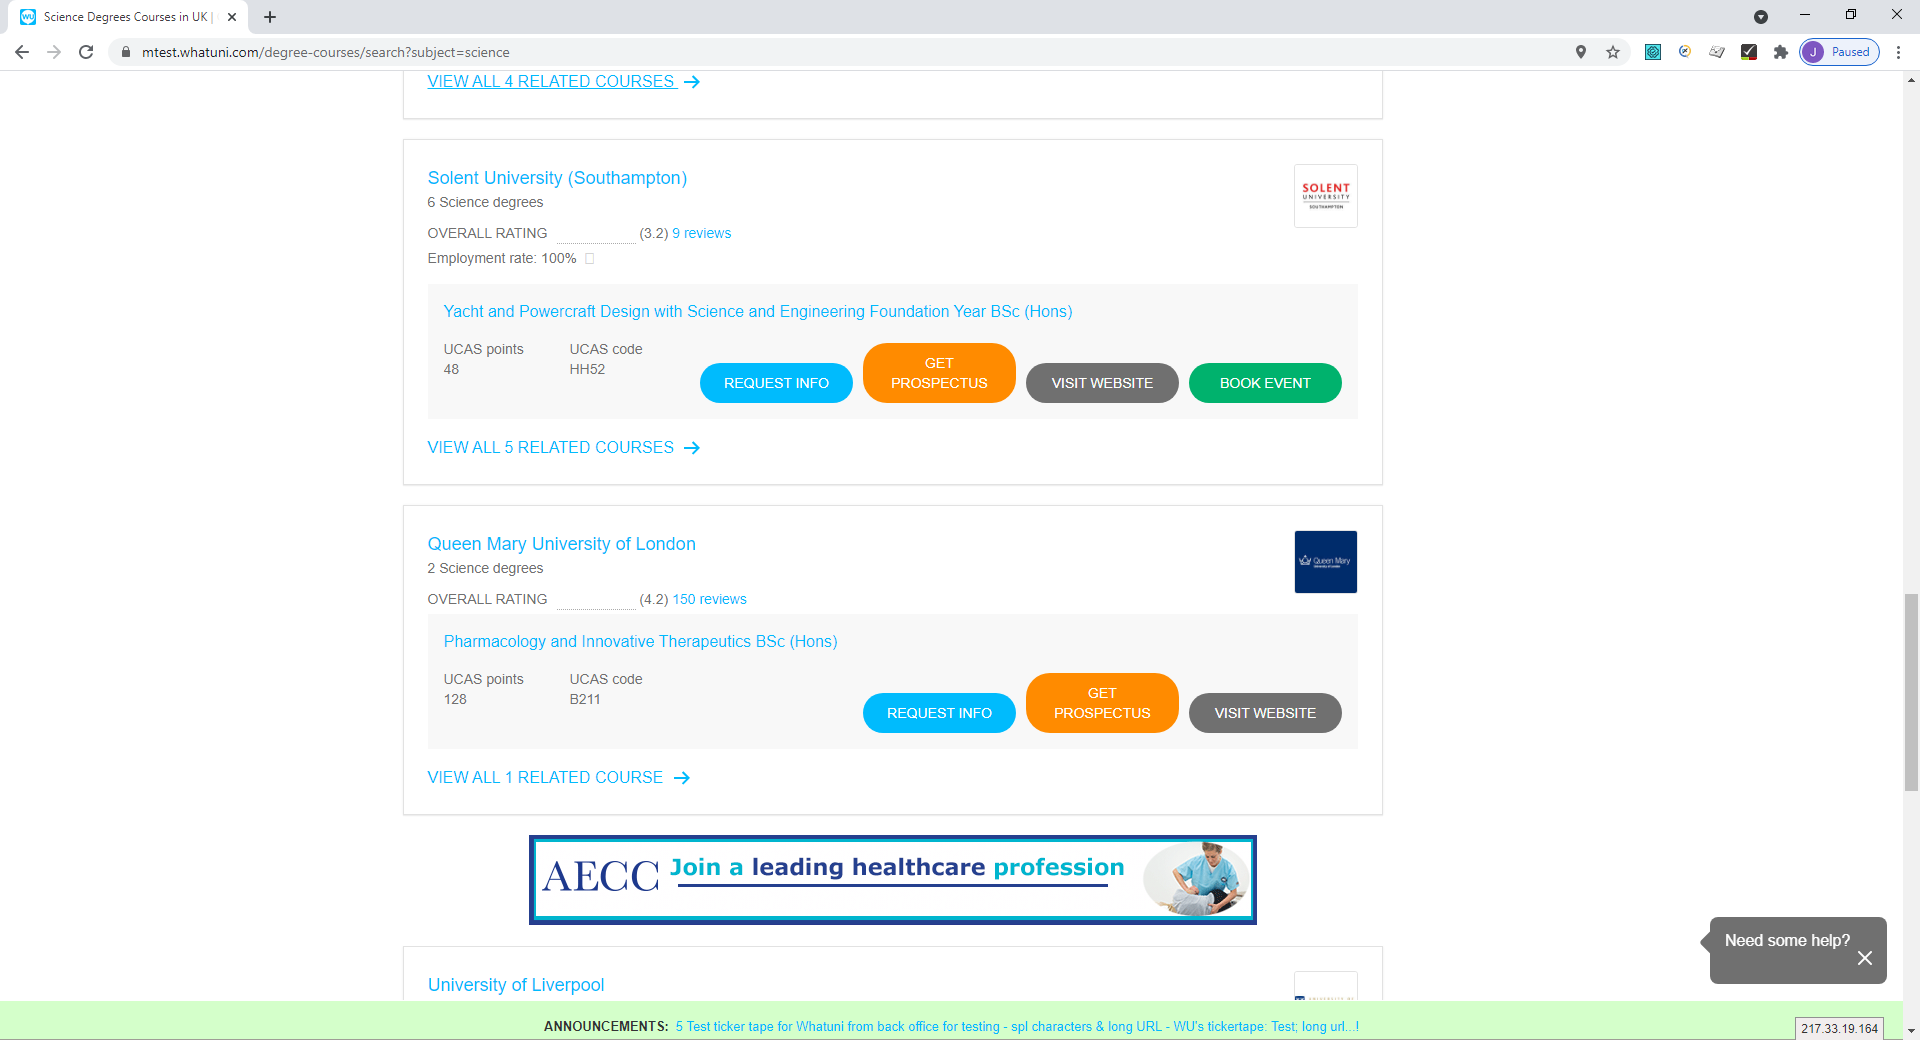 Science Degrees Courses in UK |
mtest.whatuni.com/degree-courses/search?subject=science
J Paused
VIEW ALL 4 RELATED COURSES
Solent University (Southampton)
6 Science degrees
SOLENT
UNIVERSITY
SOUTHAMPTON
OVERALL RATING (3.2) 9 reviews
Employment rate: 100%
Yacht and Powercraft Design with Science and Engineering Foundation Year BSc (Hons)
UCAS points
48
UCAS code
HH52
REQUEST INFO
GET
PROSPECTUS
VISIT WEBSITE
BOOK EVENT
VIEW ALL 5 RELATED COURSES
Queen Mary University of London
2 Science degrees
Queen Mary
University of London
OVERALL RATING (4.2) 150 reviews
Pharmacology and Innovative Therapeutics BSc (Hons)
UCAS points
128
UCAS code
B211
REQUEST INFO
GET
PROSPECTUS
VISIT WEBSITE
VIEW ALL 1 RELATED COURSE
AECC Join a leading healthcare profession
Need some help?
University of Liverpool
ANNOUNCEMENTS: 5 Test ticker tape for Whatuni from back office for testing - spl characters & long URL - WU's tickertape: Test; long url...!
217.33.19.164